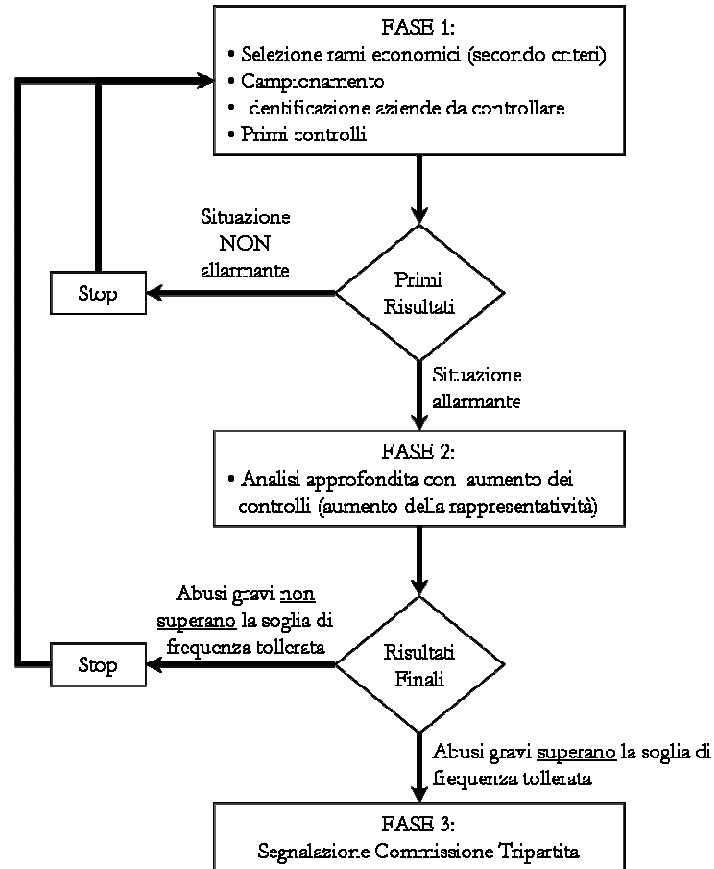 FASE 1:
• Selezione rami economici (secondo criteri)
• Campionamento
• Identificazione aziende da controllare
• Primi controlli
Situazione
NON
allarmante
Stop
Primi
Risultati
Situazione
allarmante
FASE 2:
• Analisi approfondita con aumento dei
controlli (aumento della rappresentatività)
Abusi gravi non
superano la soglia di
frequenza tollerata
Stop
Risultati
Finali
Abusi gravi superano la soglia di
frequenza tollerata
FASE 3:
Segnalazione Commissione Tripartita